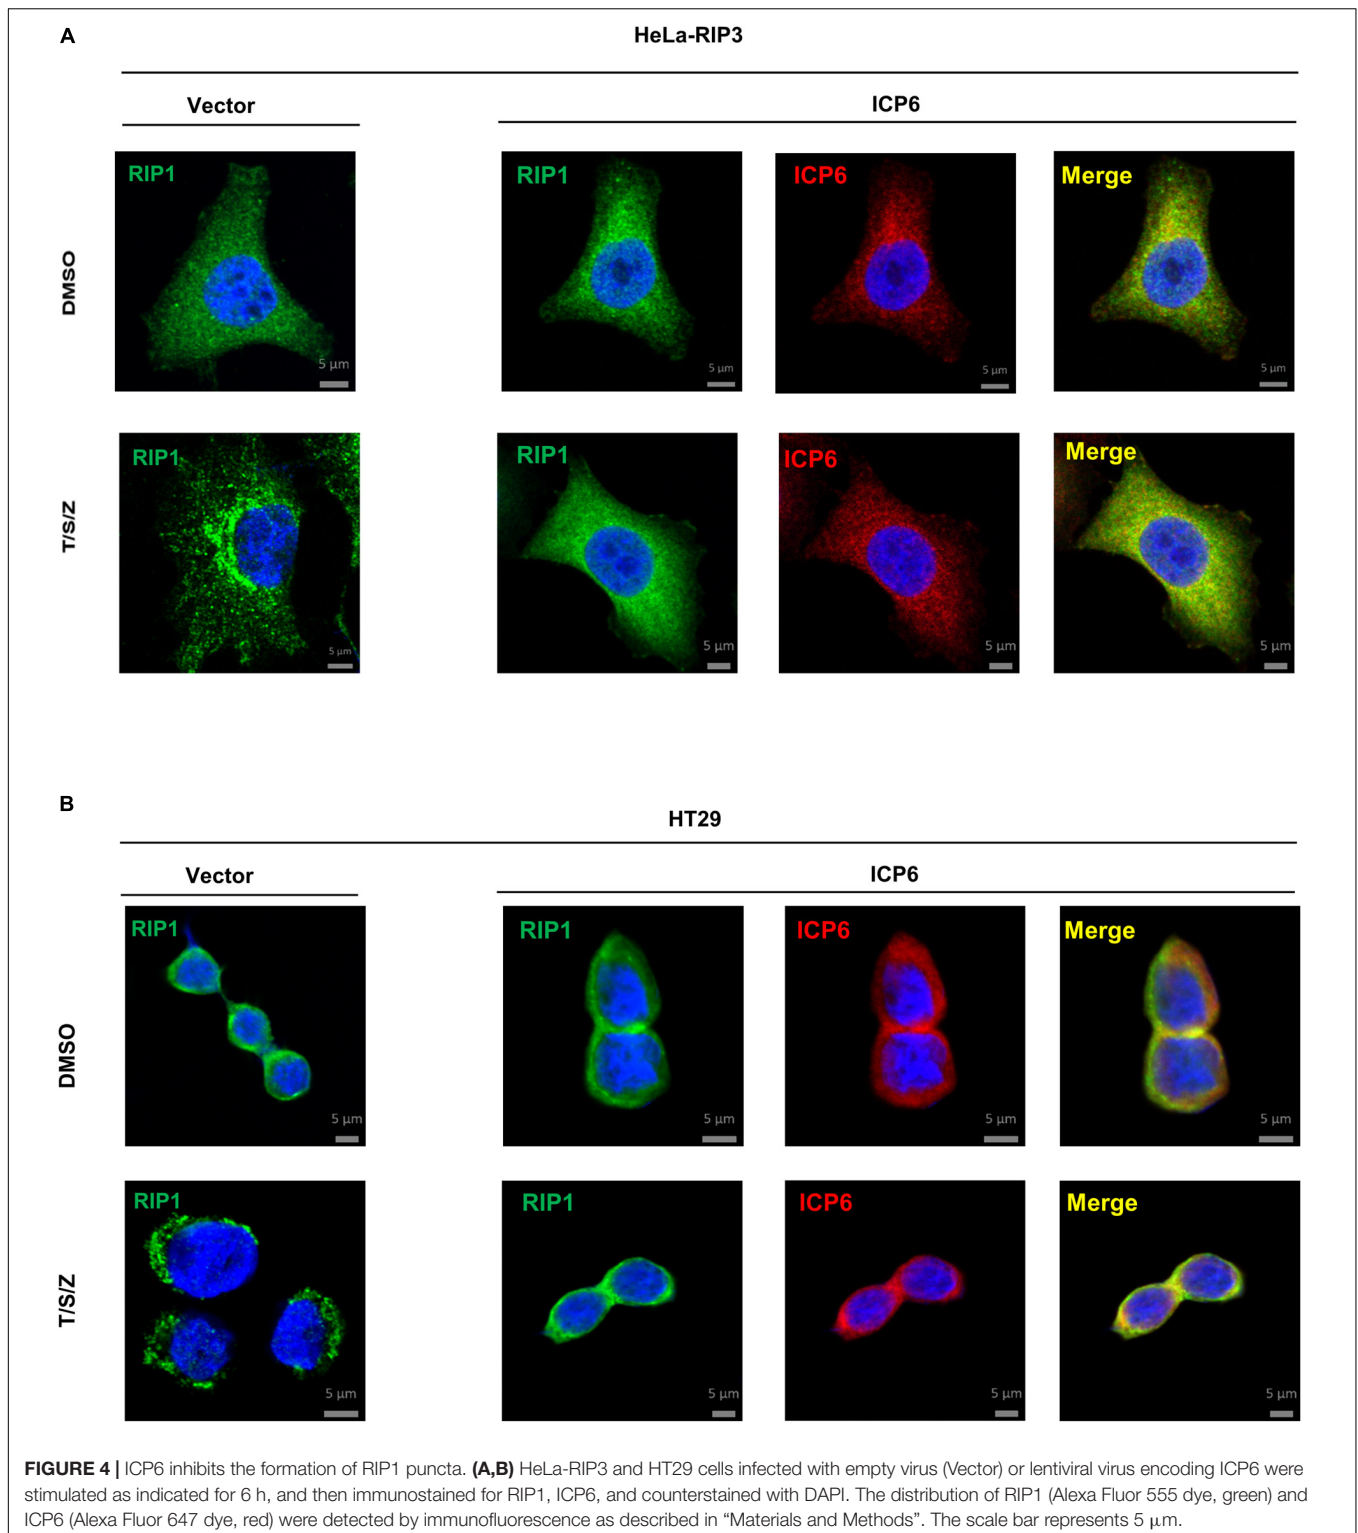 A
HeLa-RIP3
Vector
ICP6
DMSO
RIP1
5 µm
RIP1
5 µm
ICP6
5 µm
Merge
5 µm
T/S/Z
RIP1
5 µm
RIP1
5 µm
ICP6
5 µm
Merge
5 µm
B
HT29
Vector
ICP6
DMSO
RIP1
5 µm
RIP1
5 µm
ICP6
5 µm
Merge
5 µm
T/S/Z
RIP1
5 µm
RIP1
5 µm
ICP6
5 µm
Merge
5 µm
FIGURE 4 | ICP6 inhibits the formation of RIP1 puncta. (A,B) HeLa-RIP3 and HT29 cells infected with empty virus (Vector) or lentiviral virus encoding ICP6 were
stimulated as indicated for 6 h, and then immunostained for RIP1, ICP6, and counterstained with DAPI. The distribution of RIP1 (Alexa Fluor 555 dye, green) and
ICP6 (Alexa Fluor 647 dye, red) were detected by immunofluorescence as described in “Materials and Methods”. The scale bar represents 5 µm.